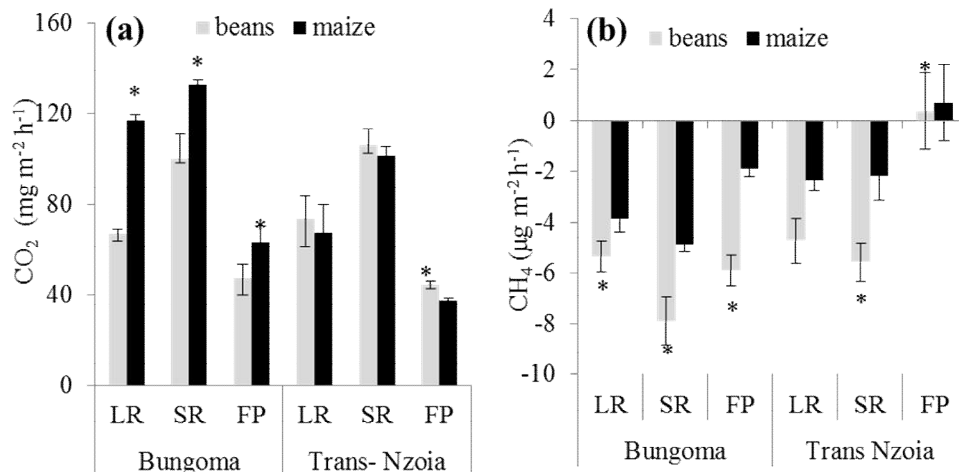 (a)
beans maize
160
120
80
40
0
CO2 (mg m-2 h-1)
* * * *
LR SR FP LR SR FP
Bungoma Trans- Nzoia
(b)
beans maize
4
2
0
-2
-4
-6
-8
-10
CH4 (µg m-2 h-1)
* * * * *
LR SR FP LR SR FP
Bungoma Trans Nzoia